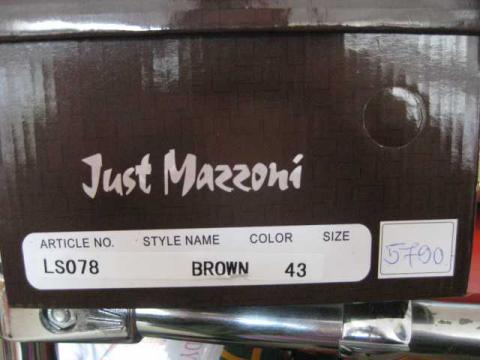 Just Mazzoni
ARTICLE NO. STYLE NAME COLOR SIZE
LS078 BROWN 43
5790